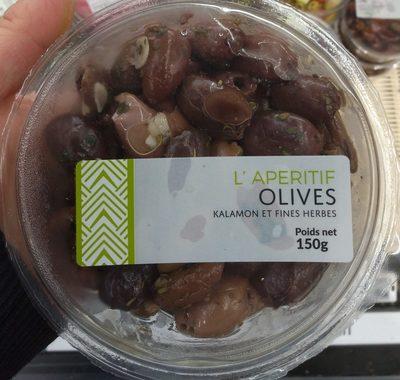 L' APERITIF
OLIVES
KALAMON ET FINES HERBES
Poids net
150g